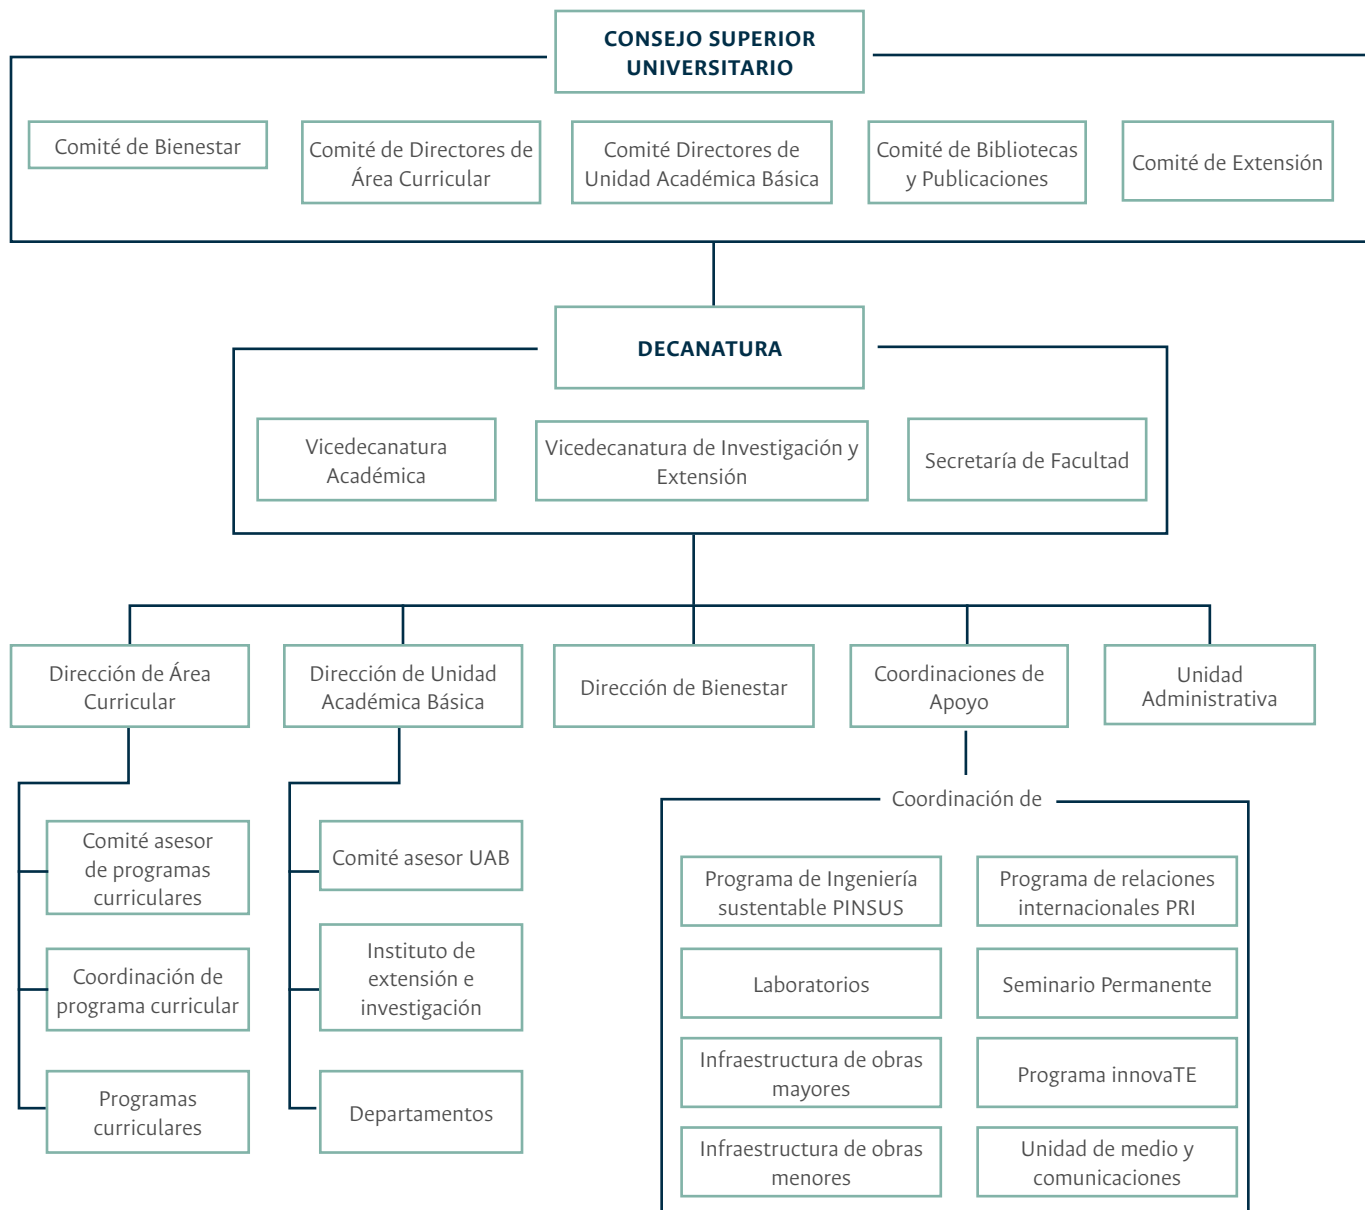 CONSEJO SUPERIOR
UNIVERSITARIO
Comité de Bienestar
Comité de Directores de
Área Curricular
Comité Directores de
Unidad Académica Básica
Comité de Bibliotecas
y Publicaciones
Comité de Extensión
DECANATURA
Vicedecanatura
Académica
Vicedecanatura de Investigación y
Extensión
Secretaría de Facultad
Dirección de Área
Curricular
Dirección de Unidad
Académica Básica
Dirección de Bienestar
Coordinaciones de
Apoyo
Unidad
Administrativa
Comité asesor
de programas
curriculares
Coordinación de
programa curricular
Programas
curriculares
Comité asesor UAB
Instituto de
extensión e
investigación
Departamentos
Coordinación de
Programa de Ingeniería
sustentable PINSUS
Programa de relaciones
internacionales PRI
Laboratorios
Seminario Permanente
Infraestructura de obras
mayores
Programa innovaTE
Infraestructura de obras
menores
Unidad de medio y
comunicaciones